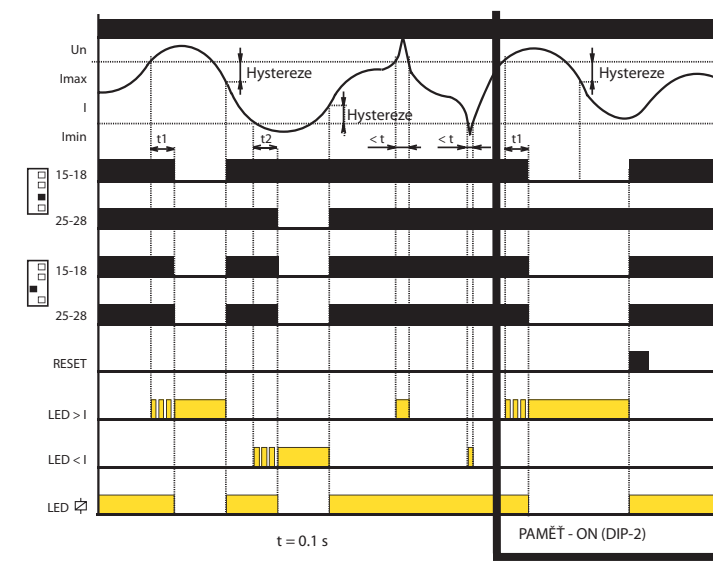 Un
Imax
Hystereze
Hystereze
I
Hystereze
Imin
t1
t2
< t
< t
t1
15-18
25-28
15-18
25-28
RESET
LED > I
LED < I
LED
t = 0.1 s
PAMĚŤ - ON (DIP-2)